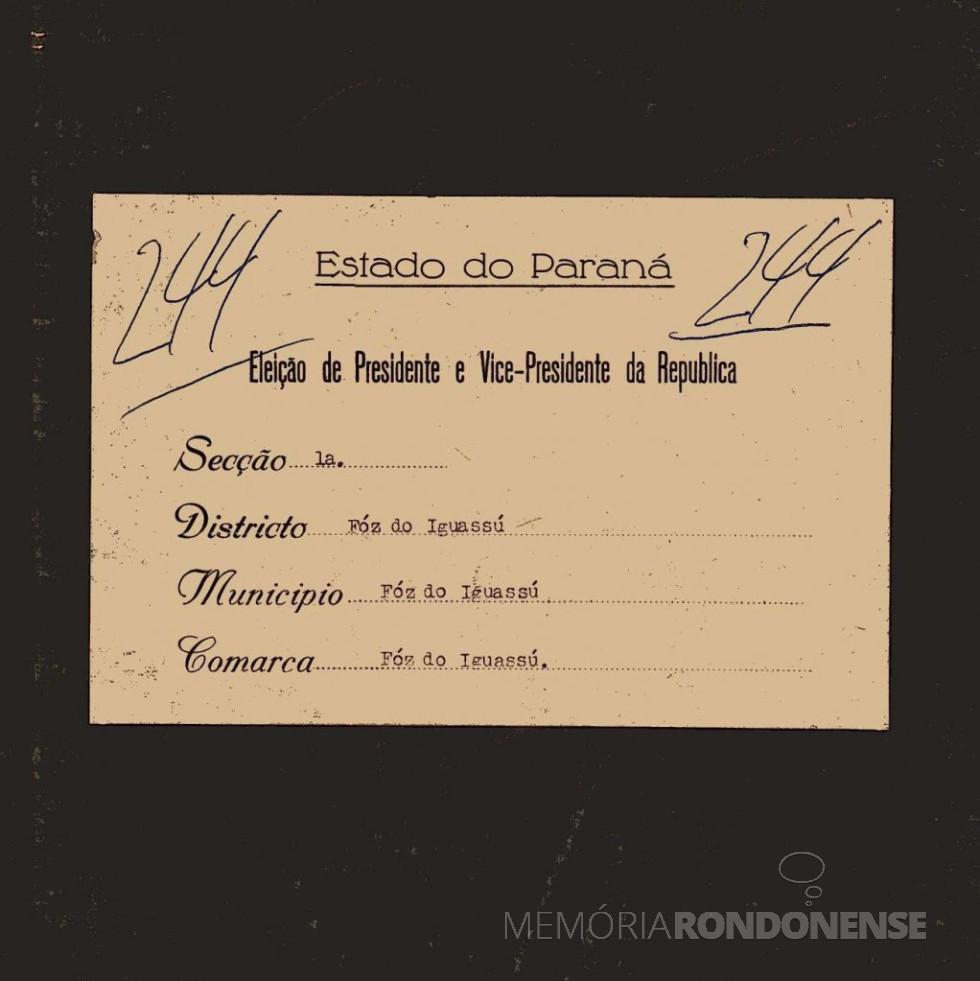 244
Estado do Paraná
244
Eleição de Presidente e Vice-Presidente da Republica
Secção 1a.
Districto Fóz do Iguassú
Municipio Fóz do Iguassú
Comarca Fóz do Iguassú.
MEMÓRIARONDONENSE